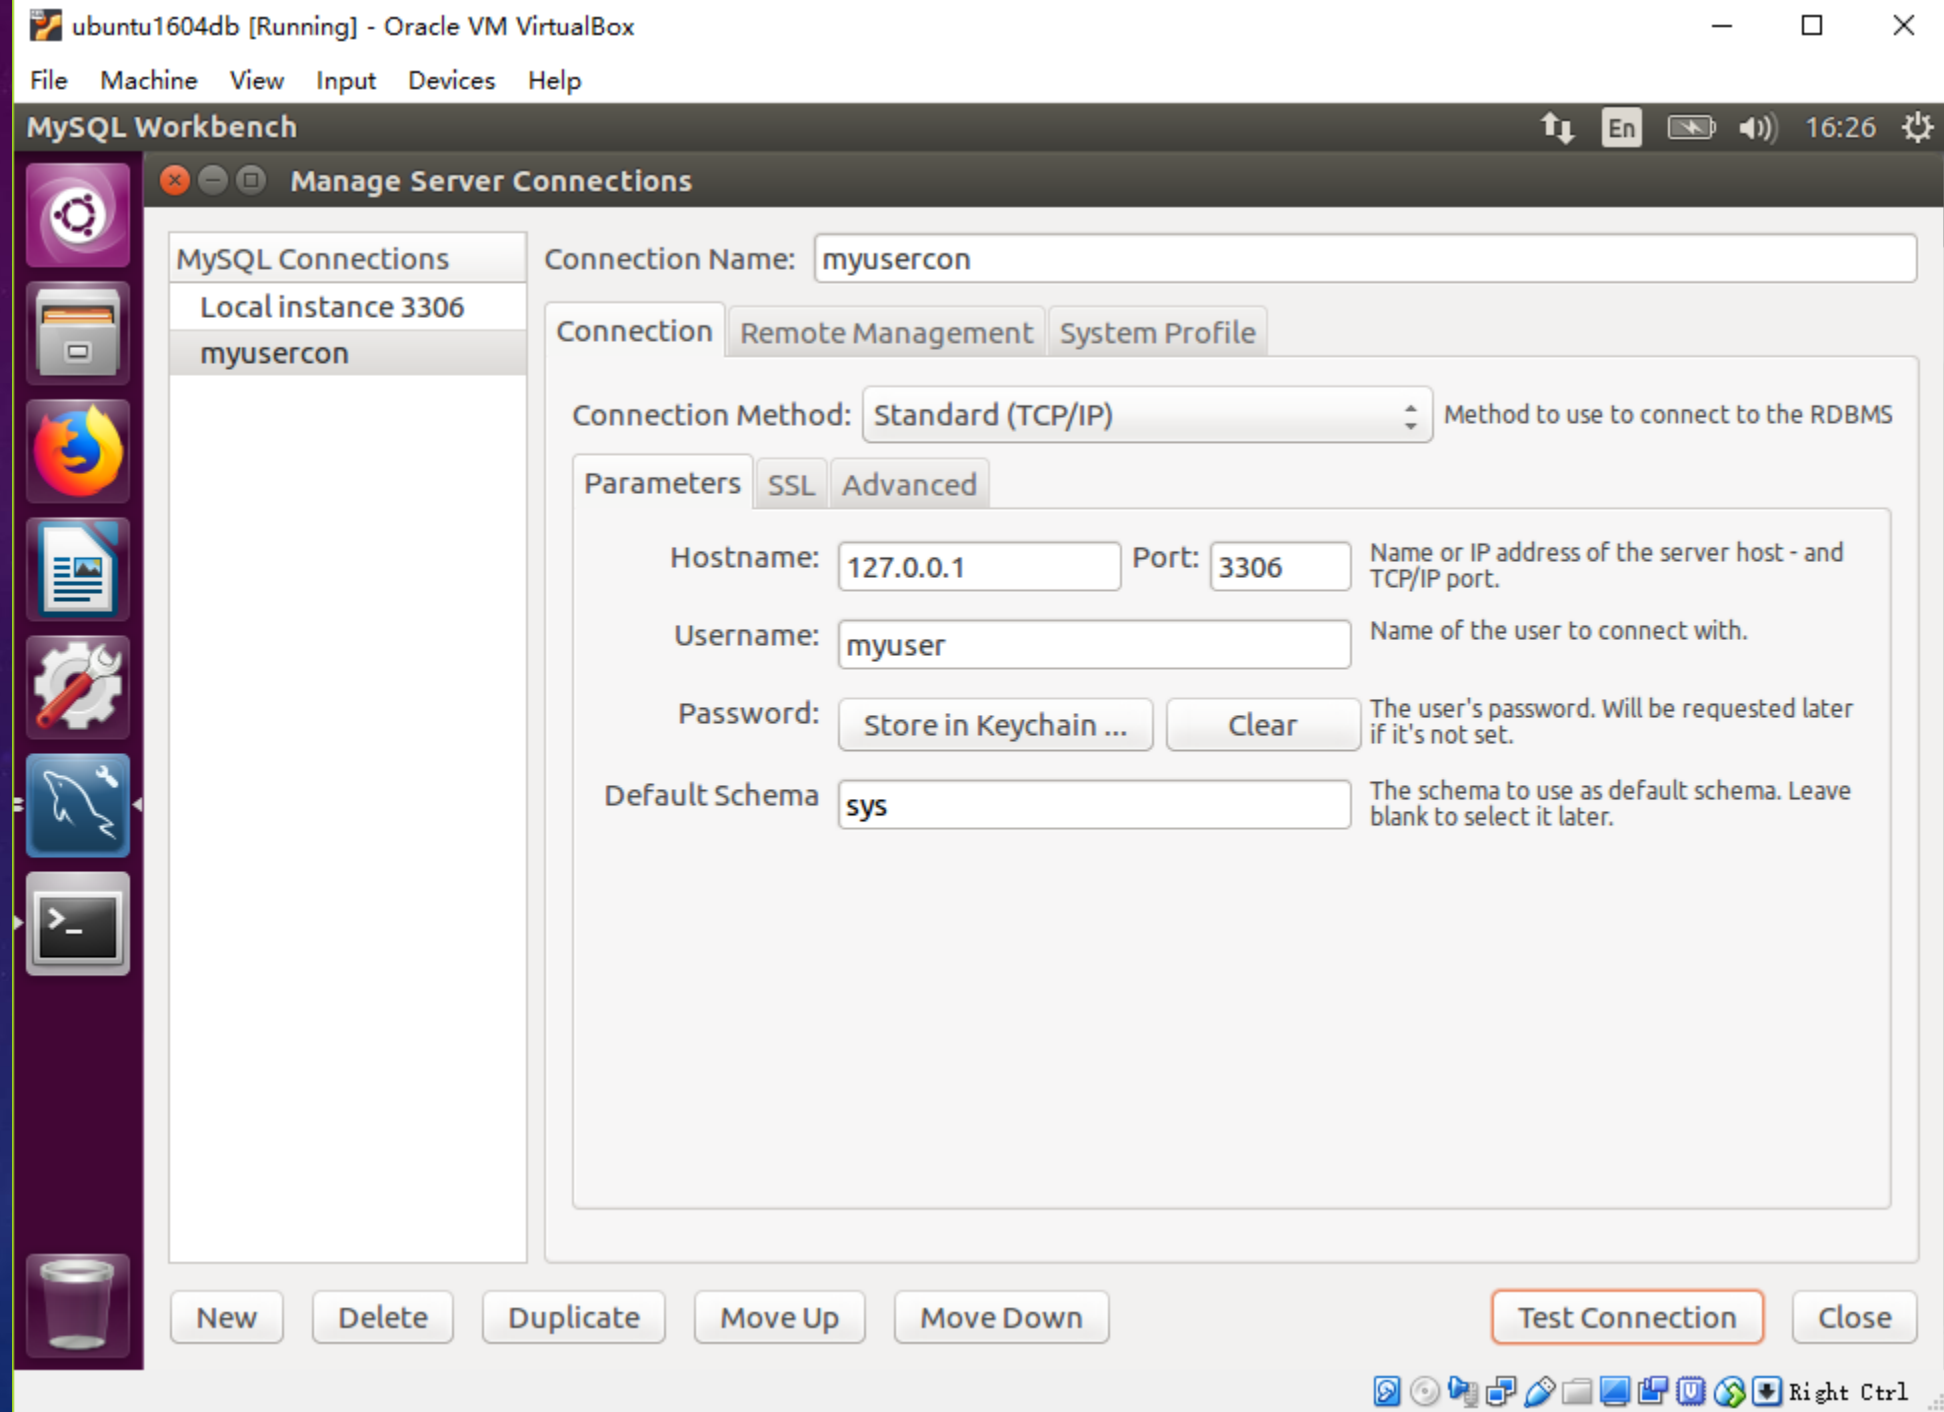 ubuntu1604db [Running] - Oracle VM VirtualBox
File Machine View Input Devices Help
MySQL Workbench En 16:26
Manage Server Connections
MySQL Connections
Local instance 3306
myusercon
Connection Name: myusercon
Connection Remote Management System Profile
Connection Method: Standard (TCP/IP) Method to use to connect to the RDBMS
Parameters SSL Advanced
Hostname: 127.0.0.1 Port: 3306 Name or IP address of the server host - and
TCP/IP port.
Username: myuser Name of the user to connect with.
Password: Store in Keychain ... Clear The user's password. Will be requested later
if it's not set.
Default Schema sys The schema to use as default schema. Leave
blank to select it later.
New Delete Duplicate Move Up Move Down Test Connection Close
Right Ctrl